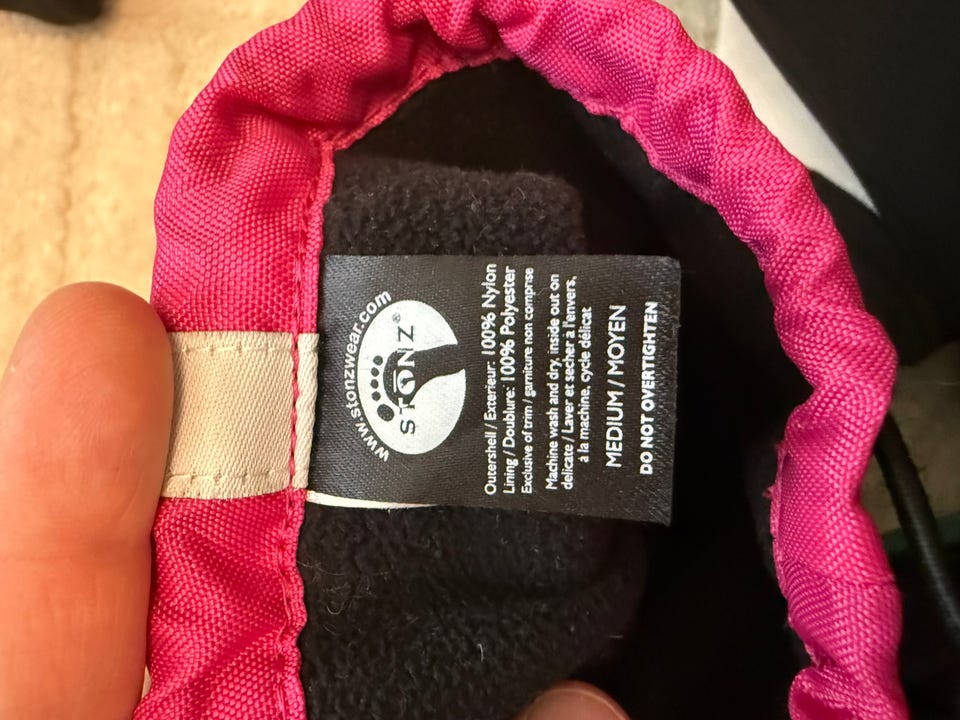 www.stonzwear.com
STONZ®
Outershell / Exterieur: 100% Nylon
Lining / Doublure: 100% Polyester
Exclusive of trim / garniture non comprise
Machine wash and dry, inside out on
delicate / Laver et sécher à l'envers,
à la machine, cycle délicat
MEDIUM / MOYEN
DO NOT OVERTIGHTEN